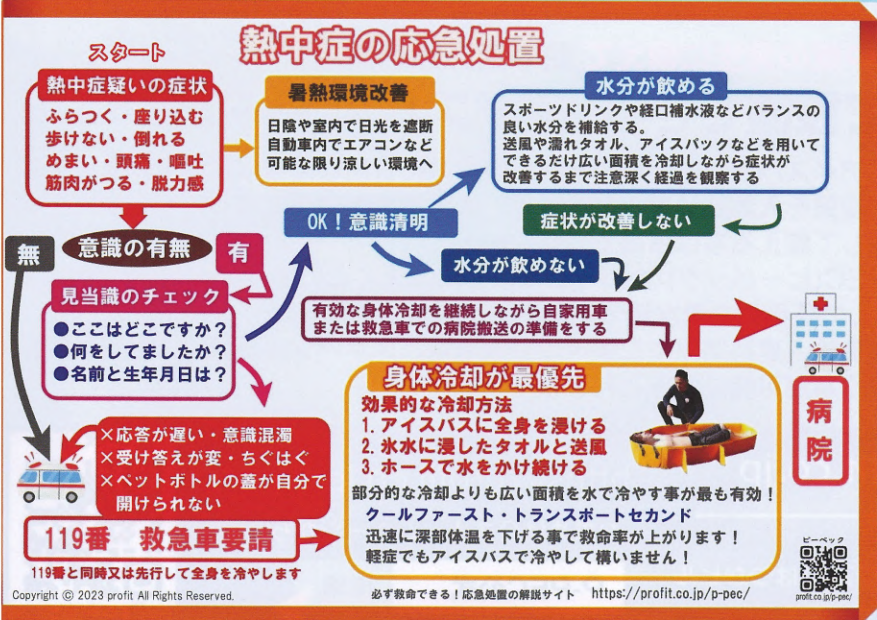 熱中症の応急処置
スタート
熱中症疑いの症状
ふらつく・座り込む
歩けない・倒れる
めまい・頭痛・嘔吐
筋肉がつる・脱力感
暑熱環境改善
日陰や室内で日光を遮断
自動車内でエアコンなど
可能な限り涼しい環境へ
水分が飲める
スポーツドリンクや経口補水液などバランスの
良い水分を補給する。
送風や濡れタオル、アイスパックなどを用いて
できるだけ広い面積を冷却しながら症状が
改善するまで注意深く経過を観察する
無
意識の有無
有
OK！意識清明
症状が改善しない
水分が飲めない
見当識のチェック
●ここはどこですか？
●何をしてましたか？
●名前と生年月日は？
有効な身体冷却を継続しながら自家用車
または救急車での病院搬送の準備をする
病院
×応答が遅い・意識混濁
×受け答えが変・ちぐはぐ
×ペットボトルの蓋が自分で
開けられない
119番 救急車要請
119番と同時又は先行して全身を冷やします
身体冷却が最優先
効果的な冷却方法
1. アイスバスに全身を浸ける
2. 氷水に浸したタオルと送風
3. ホースで水をかけ続ける
部分的な冷却よりも広い面積を水で冷やす事が最も有効！
クールファースト・トランスポートセカンド
迅速に深部体温を下げる事で救命率が上がります！
軽症でもアイスバスで冷やして構いません！
ピーペック
profit.co.jp/p-pec/
Copyright © 2023 profit All Rights Reserved.
必ず救命できる！応急処置の解説サイト https://profit.co.jp/p-pec/